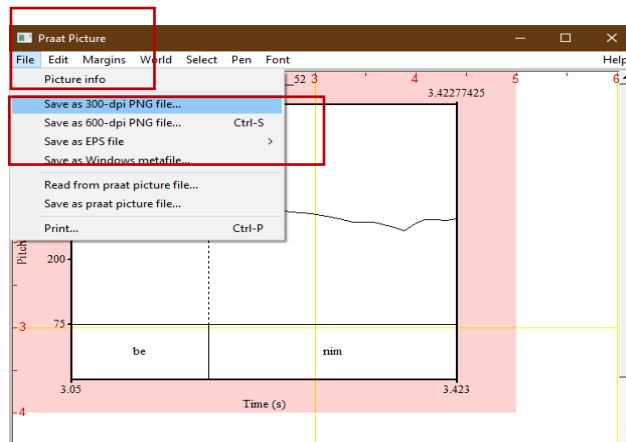 Praat Picture
File Edit Margins World Select Pen Font Help
Picture info
52 3 4 5 6
3.42277425
Save as 300-dpi PNG file...
Save as 600-dpi PNG file... Ctrl-S
Save as EPS file >
Save as Windows metafile...
Read from praat picture file...
Save as praat picture file...
Print... Ctrl-P
Pitch
200
75
3
be nim
3.05 3.423
Time (s)
4